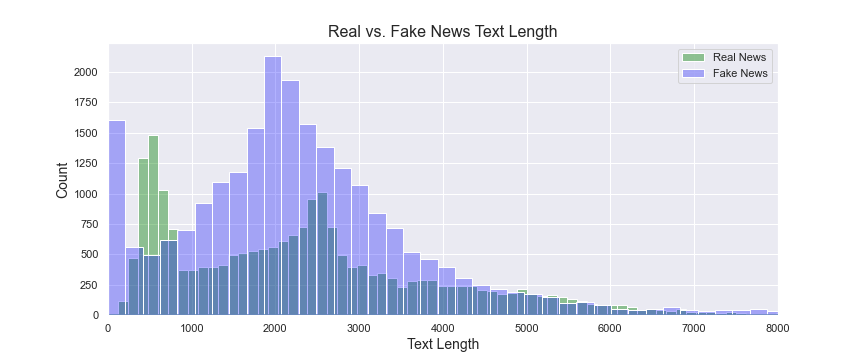 Real vs. Fake News Text Length
Real News
Fake News
Count
2000
1750
1500
1250
1000
750
500
250
0
0 1000 2000 3000 4000 5000 6000 7000 8000
Text Length